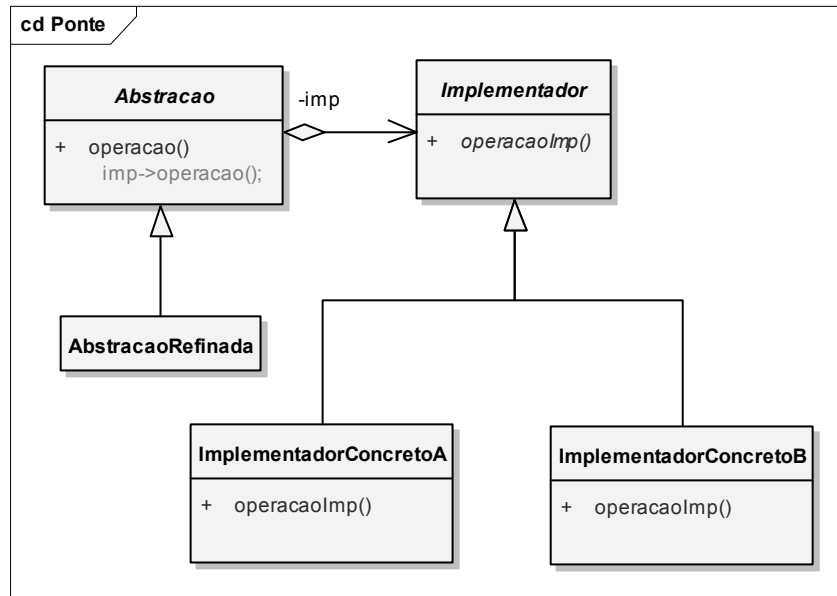 cd Ponte
Abstracao
+ operacao()
imp->operacao();
-imp
Implementador
+ operacaoImp()
AbstracaoRefinada
ImplementadorConcretoA
+ operacaoImp()
ImplementadorConcretoB
+ operacaoImp()